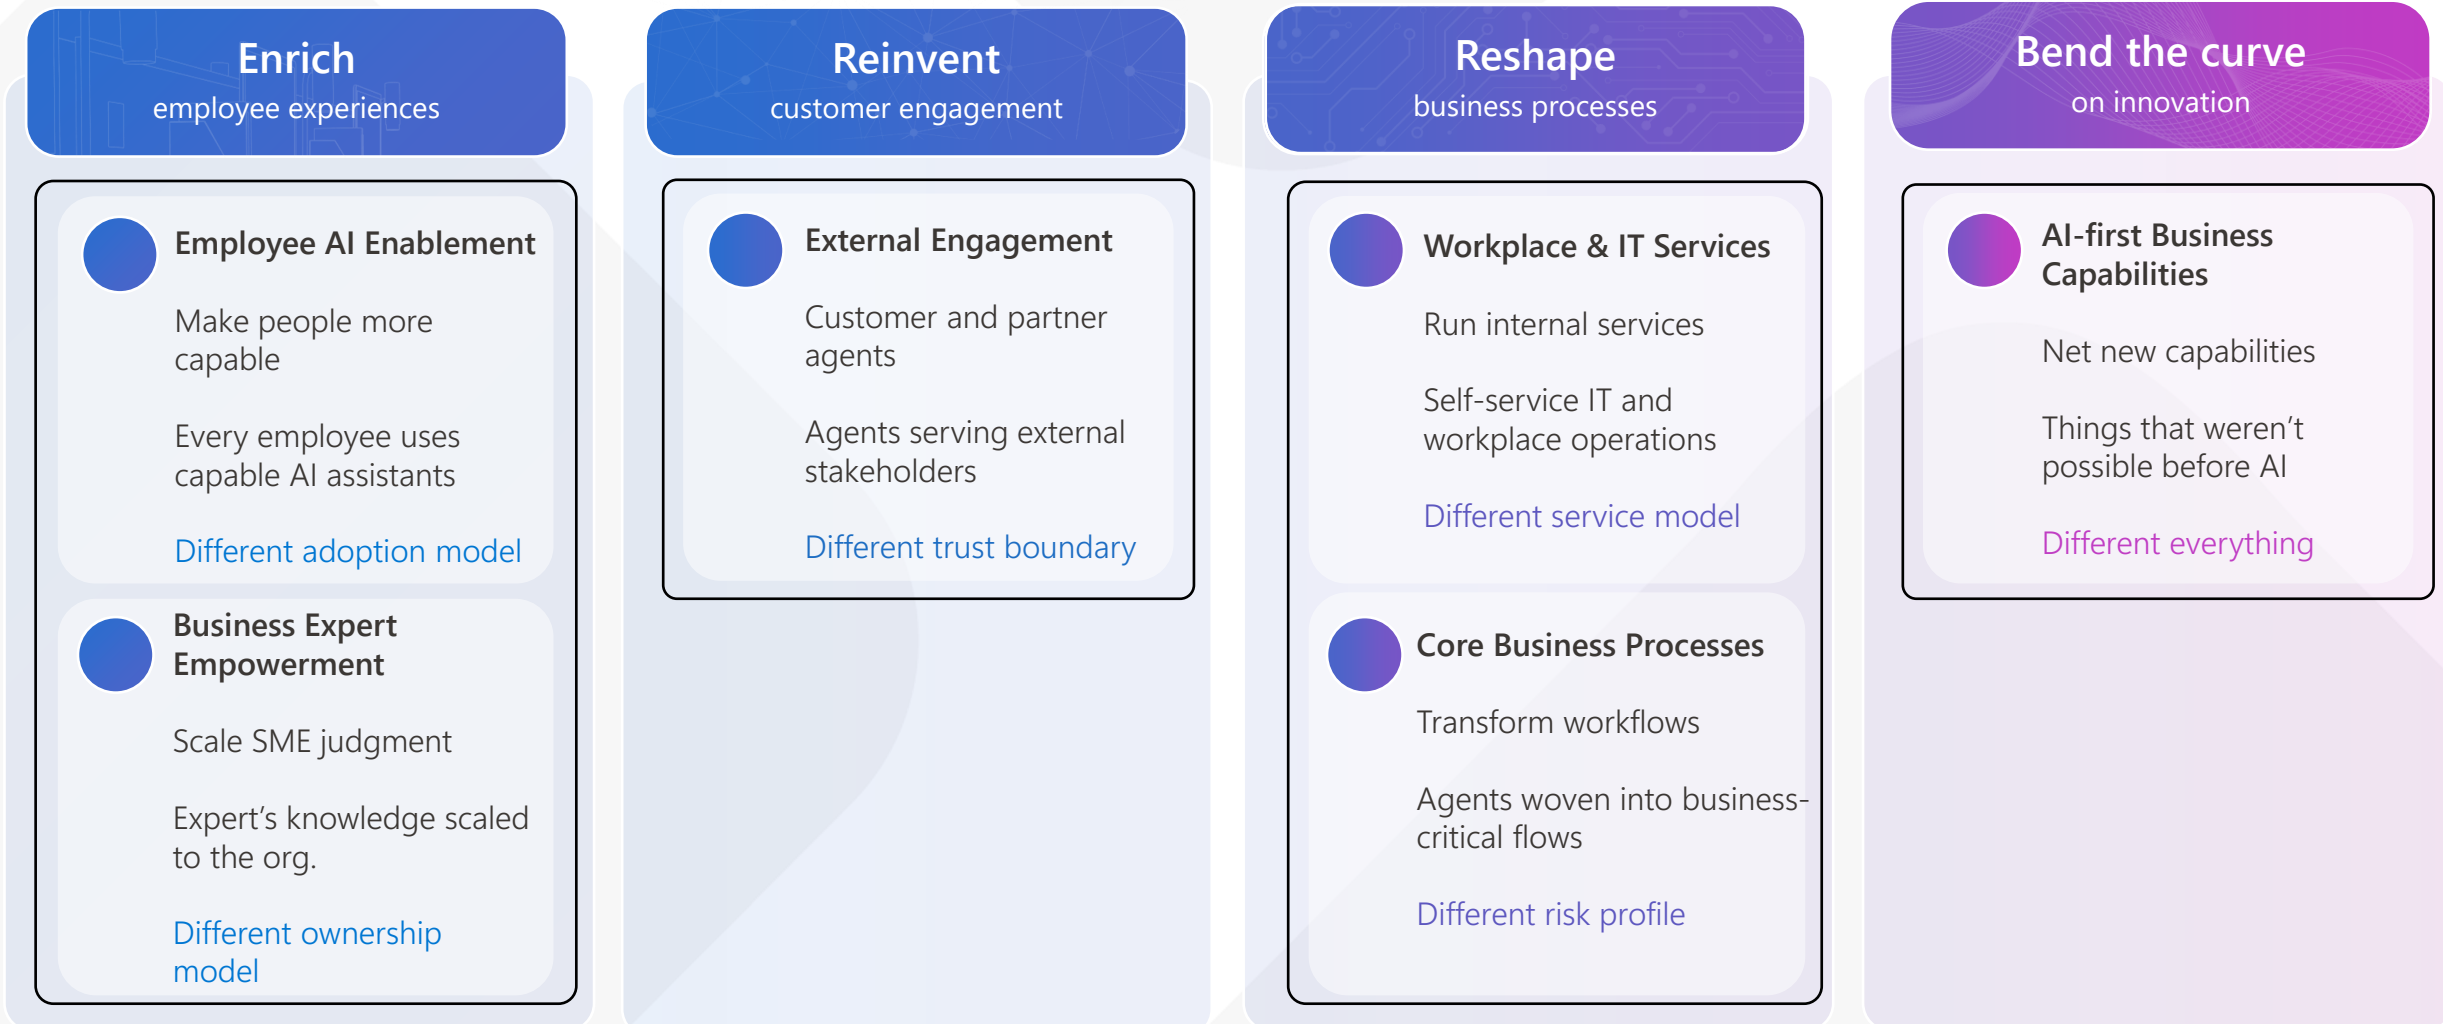 Enrich
employee experiences
Employee AI Enablement
Make people more
capable
Every employee uses
capable AI assistants
Different adoption model
Business Expert
Empowerment
Scale SME judgment
Expert’s knowledge scaled
to the org.
Different ownership
model
Reinvent
customer engagement
External Engagement
Customer and partner
agents
Agents serving external
stakeholders
Different trust boundary
Reshape
business processes
Workplace & IT Services
Run internal services
Self-service IT and
workplace operations
Different service model
Core Business Processes
Transform workflows
Agents woven into business-
critical flows
Different risk profile
Bend the curve
on innovation
AI-first Business
Capabilities
Net new capabilities
Things that weren’t
possible before AI
Different everything